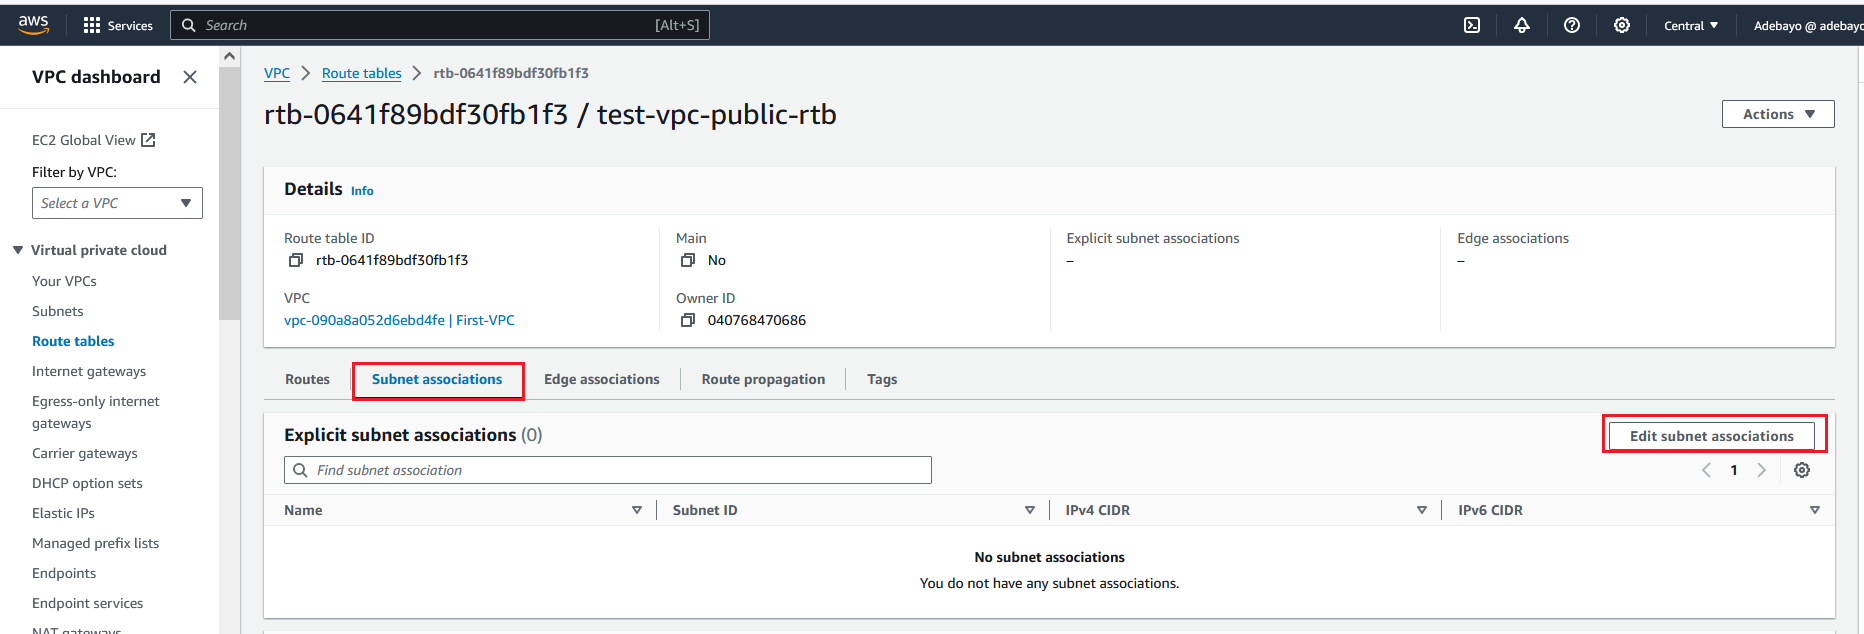 aws
Services
Search [Alt+S]
Central
Adebayo @ adebayo
VPC dashboard
EC2 Global View
Filter by VPC:
Select a VPC
Virtual private cloud
Your VPCs
Subnets
Route tables
Internet gateways
Egress-only internet
gateways
Carrier gateways
DHCP option sets
Elastic IPs
Managed prefix lists
Endpoints
Endpoint services
NAT gateways
VPC > Route tables > rtb-0641f89bdf30fb1f3
rtb-0641f89bdf30fb1f3 / test-vpc-public-rtb
Actions
Details Info
Route table ID
rtb-0641f89bdf30fb1f3
Main
No
Explicit subnet associations
–
Edge associations
–
VPC
vpc-090a8a052d6ebd4fe | First-VPC
Owner ID
040768470686
Routes Subnet associations Edge associations Route propagation Tags
Explicit subnet associations (0)
Edit subnet associations
Find subnet association
1
Name Subnet ID IPv4 CIDR IPv6 CIDR
No subnet associations
You do not have any subnet associations.